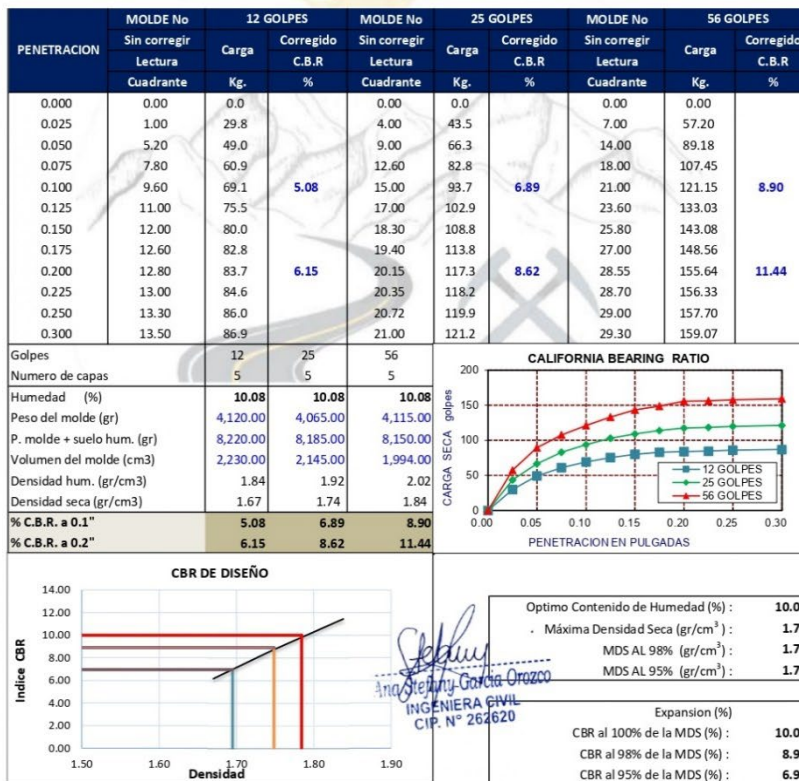 PENETRACION MOLDE No 12 GOLPES MOLDE No 25 GOLPES MOLDE No 56 GOLPES
Sin corregir Carga Corregido Sin corregir Carga Corregido Sin corregir Carga Corregido
Lectura C.B.R Lectura C.B.R Lectura C.B.R
Cuadrante Kg. % Cuadrante Kg. % Cuadrante Kg. %
0.000 0.00 0.0 0.00 0.0 0.00 0.00
0.025 1.00 29.8 4.00 43.5 7.00 57.20
0.050 5.20 49.0 9.00 66.3 14.00 89.18
0.075 7.80 60.9 12.60 82.8 18.00 107.45
0.100 9.60 69.1 5.08 15.00 93.7 6.89 21.00 121.15 8.90
0.125 11.00 75.5 17.00 102.9 23.60 133.03
0.150 12.00 80.0 18.30 108.8 25.80 143.08
0.175 12.60 82.8 19.40 113.8 27.00 148.56
0.200 12.80 83.7 6.15 20.15 117.3 8.62 28.55 155.64 11.44
0.225 13.00 84.6 20.35 118.2 28.70 156.33
0.250 13.30 86.0 20.72 119.9 29.00 157.70
0.300 13.50 86.9 21.00 121.2 29.30 159.07
Golpes 12 25 56
Numero de capas 5 5 5
Humedad (%) 10.08 10.08 10.08
Peso del molde (gr) 4,120.00 4,065.00 4,115.00
P. molde + suelo hum. (gr) 8,220.00 8,185.00 8,150.00
Volumen del molde (cm3) 2,230.00 2,145.00 1,994.00
Densidad hum. (gr/cm3) 1.84 1.92 2.02
Densidad seca (gr/cm3) 1.67 1.74 1.84
% C.B.R. a 0.1" 5.08 6.89 8.90
% C.B.R. a 0.2" 6.15 8.62 11.44
CALIFORNIA BEARING RATIO
CARGA SECA golpes
200
150
100
50
0
0.00 0.05 0.10 0.15 0.20 0.25 0.30
12 GOLPES
25 GOLPES
56 GOLPES
PENETRACION EN PULGADAS
CBR DE DISEÑO
Indice CBR
14.00
12.00
10.00
8.00
6.00
4.00
2.00
0.00
1.50 1.60 1.70 1.80 1.90
Densidad
Ana Stefany Garcia Orozco
INGENIERA CIVIL
CIP. N° 262620
Optimo Contenido de Humedad (%) : 10.0
Máxima Densidad Seca (gr/cm³) : 1.7
MDS AL 98% (gr/cm³) : 1.7
MDS AL 95% (gr/cm³) : 1.7
Expansion (%)
CBR al 100% de la MDS (%) : 10.0
CBR al 98% de la MDS (%) : 8.9
CBR al 95% de la MDS (%) : 6.9